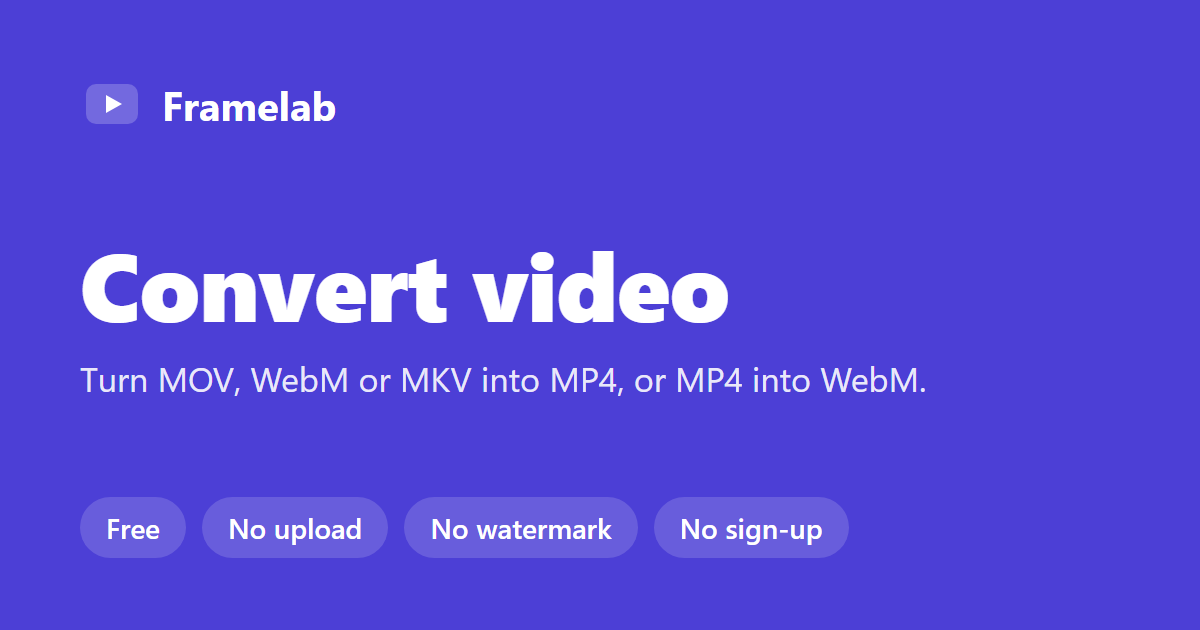 Framelab
Convert video
Turn MOV, WebM or MKV into MP4, or MP4 into WebM.
Free No upload No watermark No sign-up